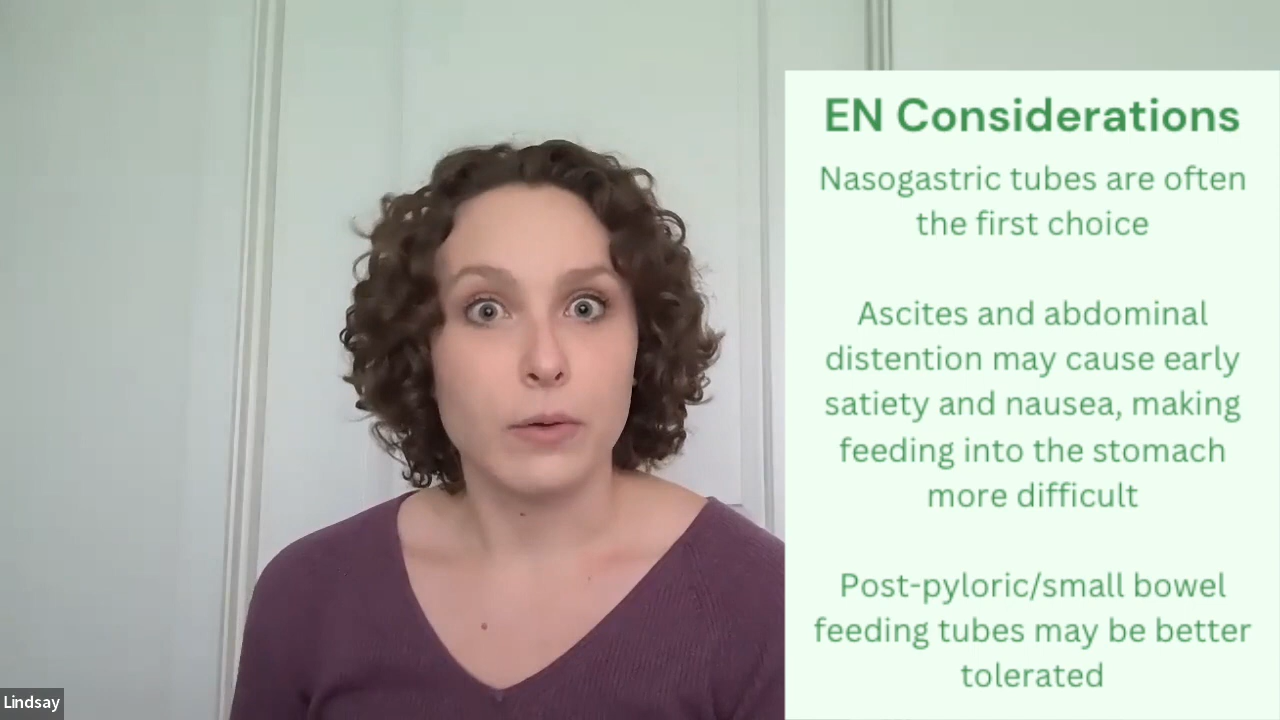 EN Considerations
Nasogastric tubes are often
the first choice
Ascites and abdominal
distention may cause early
satiety and nausea, making
feeding into the stomach
more difficult
Post-pyloric/small bowel
feeding tubes may be better
tolerated
Lindsay